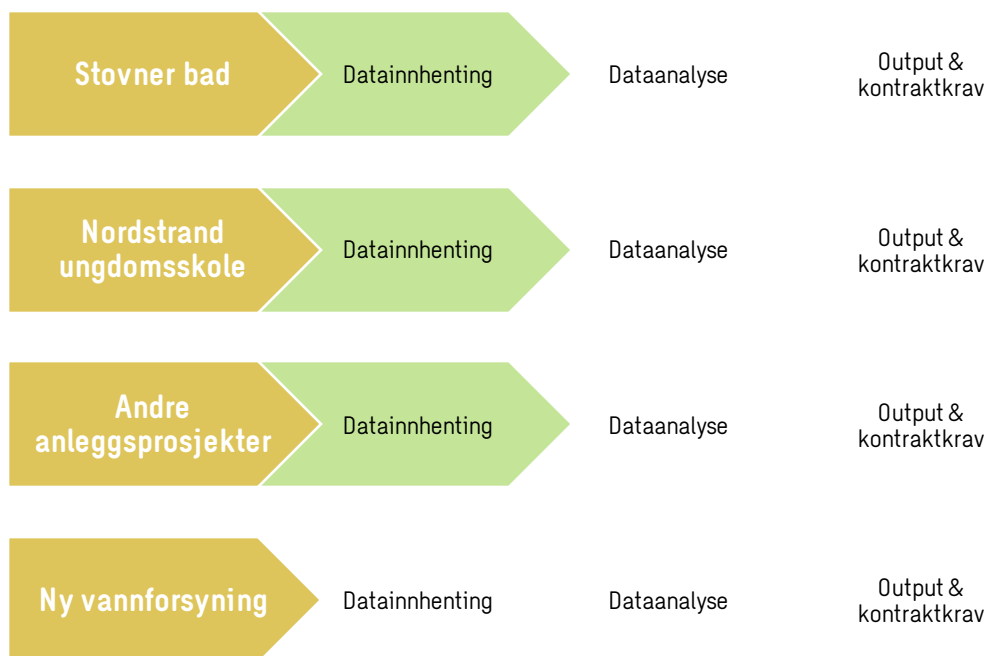 Stovner bad
Datainnhenting
Dataanalyse
Output &
kontraktkrav
Nordstrand
ungdomsskole
Datainnhenting
Dataanalyse
Output &
kontraktkrav
Andre
anleggsprosjekter
Datainnhenting
Dataanalyse
Output &
kontraktkrav
Ny vannforsyning
Datainnhenting
Dataanalyse
Output &
kontraktkrav